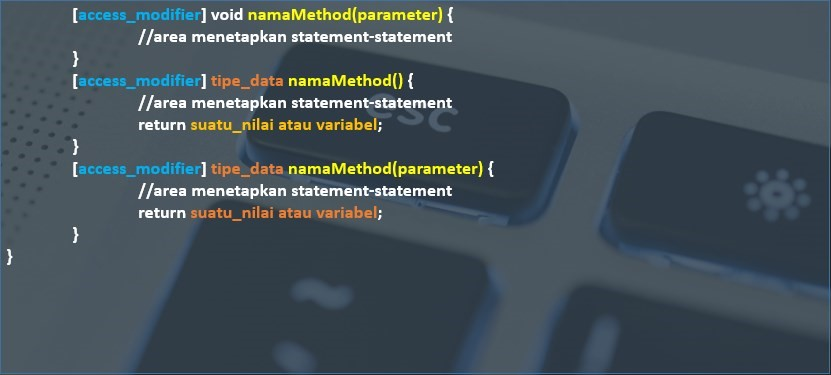 [access_modifier] void namaMethod(parameter) {
//area menetapkan statement-statement
}
[access_modifier] tipe_data namaMethod() {
//area menetapkan statement-statement
return suatu_nilai atau variabel;
}
[access_modifier] tipe_data namaMethod(parameter) {
//area menetapkan statement-statement
return suatu_nilai atau variabel;
}
}
esc
~